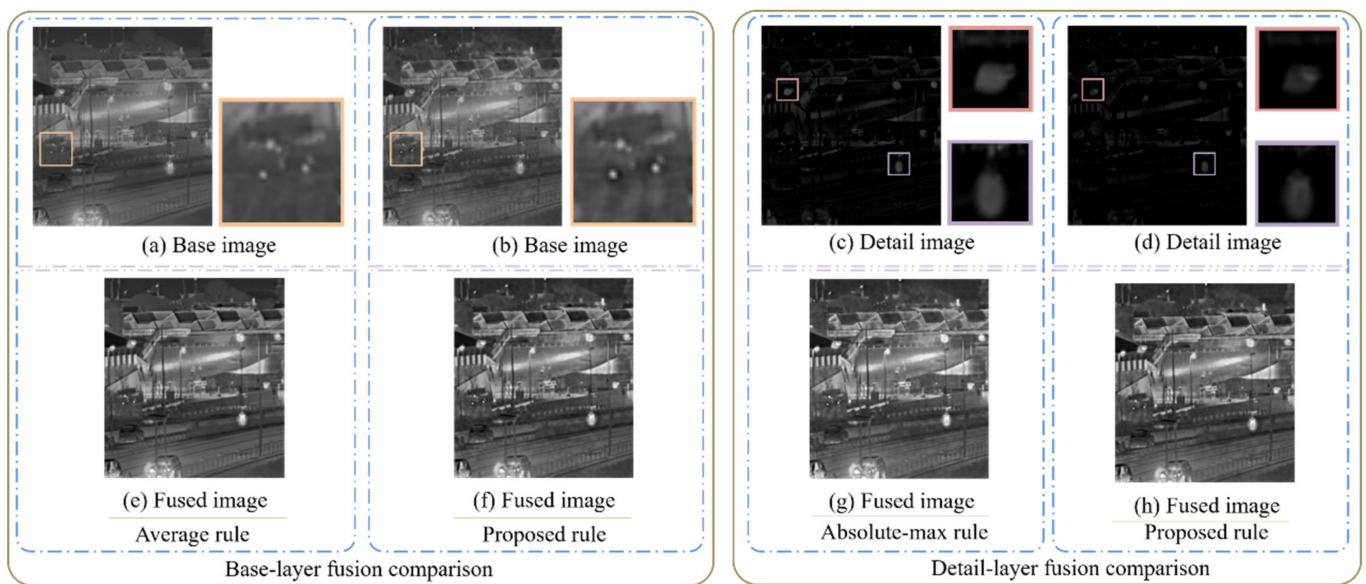 (a) Base image
(b) Base image
(c) Detail image
(d) Detail image
(e) Fused image
(f) Fused image
(g) Fused image
(h) Fused image
Average rule
Proposed rule
Absolute-max rule
Proposed rule
Base-layer fusion comparison
Detail-layer fusion comparison